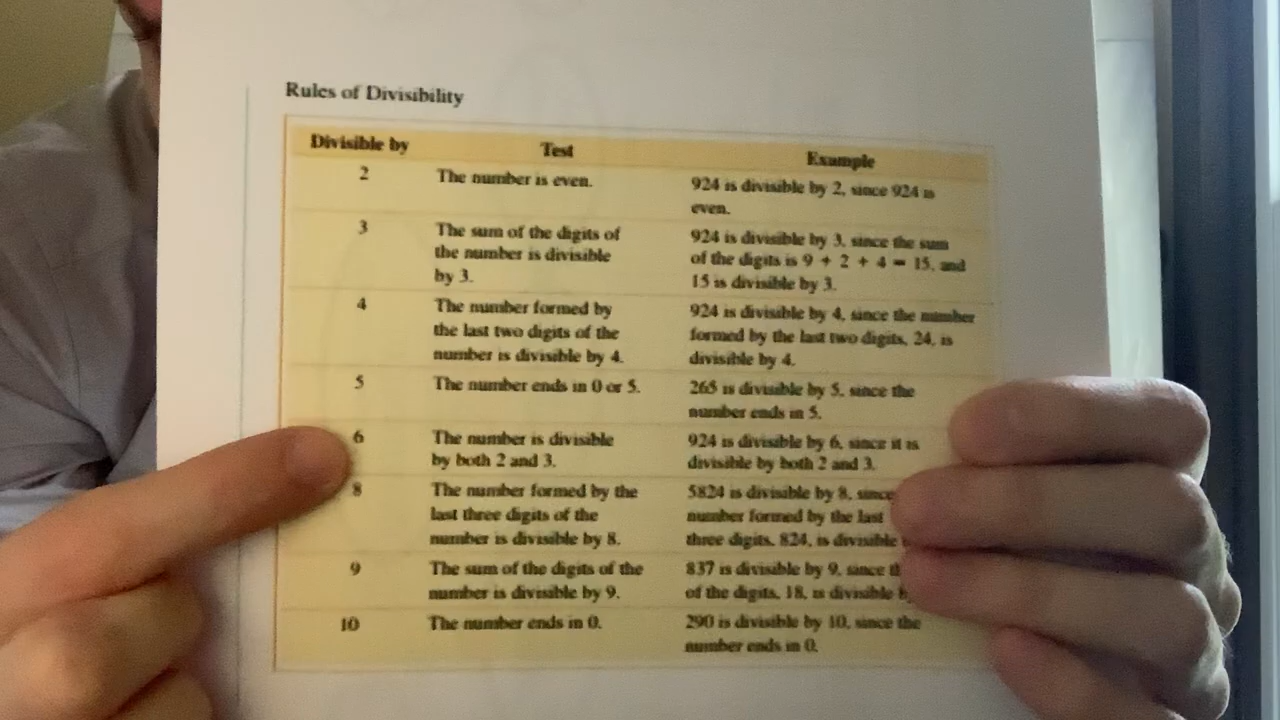 Rules of Divisibility
Divisible by Test Example
2 The number is even. 924 is divisible by 2, since 924 is
even.
3 The sum of the digits of 924 is divisible by 3, since the sum
the number is divisible of the digits is 9 + 2 + 4 = 15, and
by 3. 15 is divisible by 3.
4 The number formed by 924 is divisible by 4, since the number
the last two digits of the formed by the last two digits, 24, is
number is divisible by 4. divisible by 4.
5 The number ends in 0 or 5. 265 is divisible by 5, since the
number ends in 5.
6 The number is divisible 924 is divisible by 6, since it is
by both 2 and 3. divisible by both 2 and 3.
8 The number formed by the 5824 is divisible by 8, since
last three digits of the number formed by the last
number is divisible by 8. three digits, 824, is divisible
9 The sum of the digits of the 837 is divisible by 9, since
number is divisible by 9. of the digits, 18, is divisible
10 The number ends in 0. 290 is divisible by 10, since the
number ends in 0.